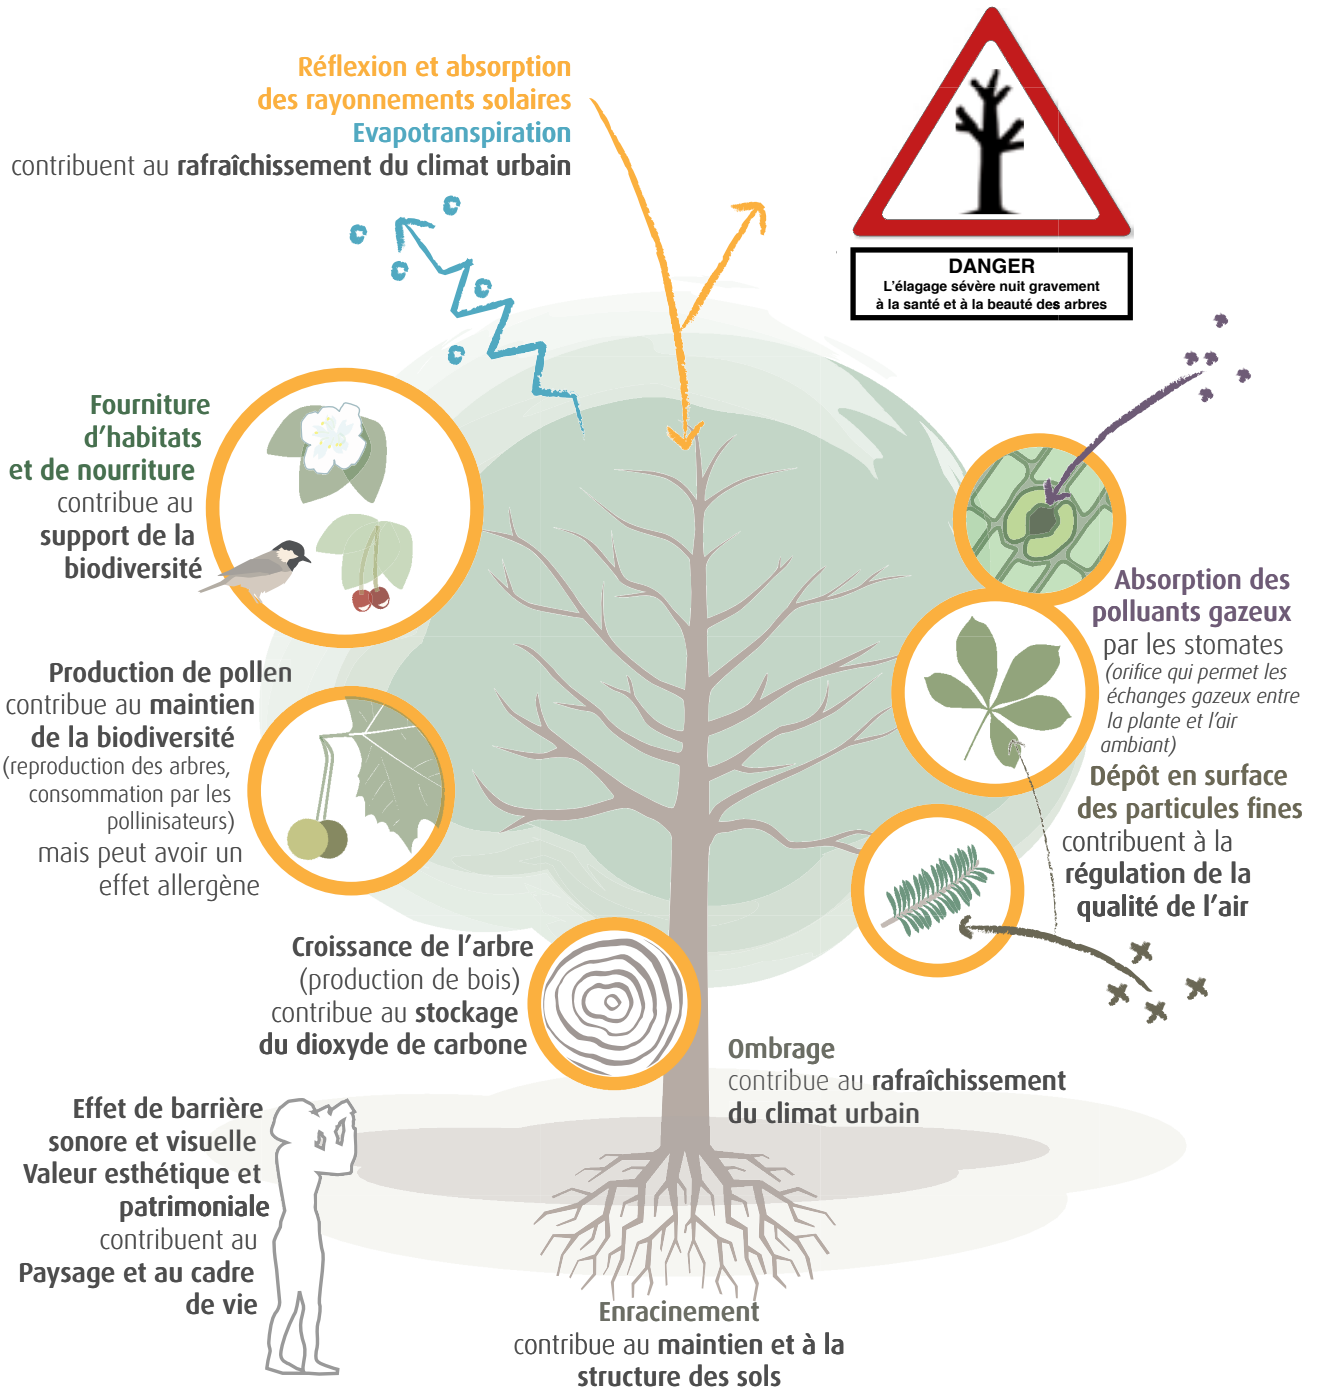 Réflexion et absorption
des rayonnements solaires
Evapotranspiration
contribuent au rafraîchissement du climat urbain
DANGER
L'élagage sévère nuit gravement
à la santé et à la beauté des arbres
Fourniture
d'habitats
et de nourriture
contribue au
support de la
biodiversité
Absorption des
polluants gazeux
par les stomates
(orifice qui permet les
échanges gazeux entre
la plante et l'air
ambiant)
Dépôt en surface
des particules fines
contribuent à la
régulation de la
qualité de l'air
Production de pollen
contribue au maintien
de la biodiversité
(reproduction des arbres,
consommation par les
pollinisateurs)
mais peut avoir un
effet allergène
Croissance de l'arbre
(production de bois)
contribue au stockage
du dioxyde de carbone
Ombrage
contribue au rafraîchissement
du climat urbain
Effet de barrière
sonore et visuelle
Valeur esthétique et
patrimoniale
contribuent au
Paysage et au cadre
de vie
Enracinement
contribue au maintien et à la
structure des sols